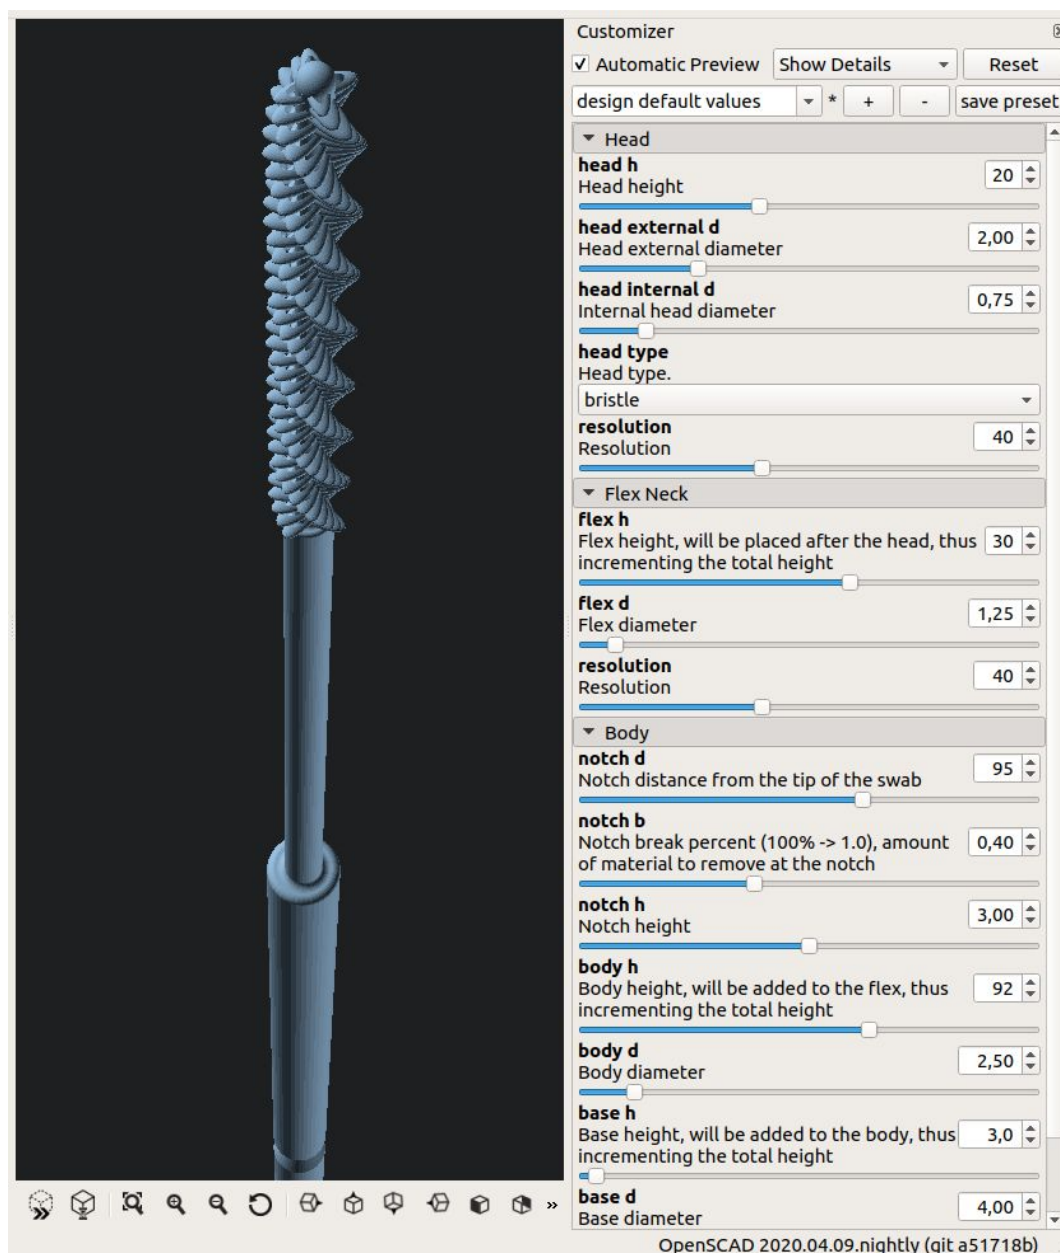 Customizer
Automatic Preview Show Details Reset
design default values * + - save preset
Head
head h
Head height
20
head external d
Head external diameter
2,00
head internal d
Internal head diameter
0,75
head type
Head type.
bristle
resolution
Resolution
40
Flex Neck
flex h
Flex height, will be placed after the head, thus
incrementing the total height
30
flex d
Flex diameter
1,25
resolution
Resolution
40
Body
notch d
Notch distance from the tip of the swab
95
notch b
Notch break percent (100% -> 1.0), amount
of material to remove at the notch
0,40
notch h
Notch height
3,00
body h
Body height, will be added to the flex, thus
incrementing the total height
92
body d
Body diameter
2,50
base h
Base height, will be added to the body, thus
incrementing the total height
3,0
base d
Base diameter
4,00
»
OpenSCAD 2020.04.09.nightly (git a51718b)